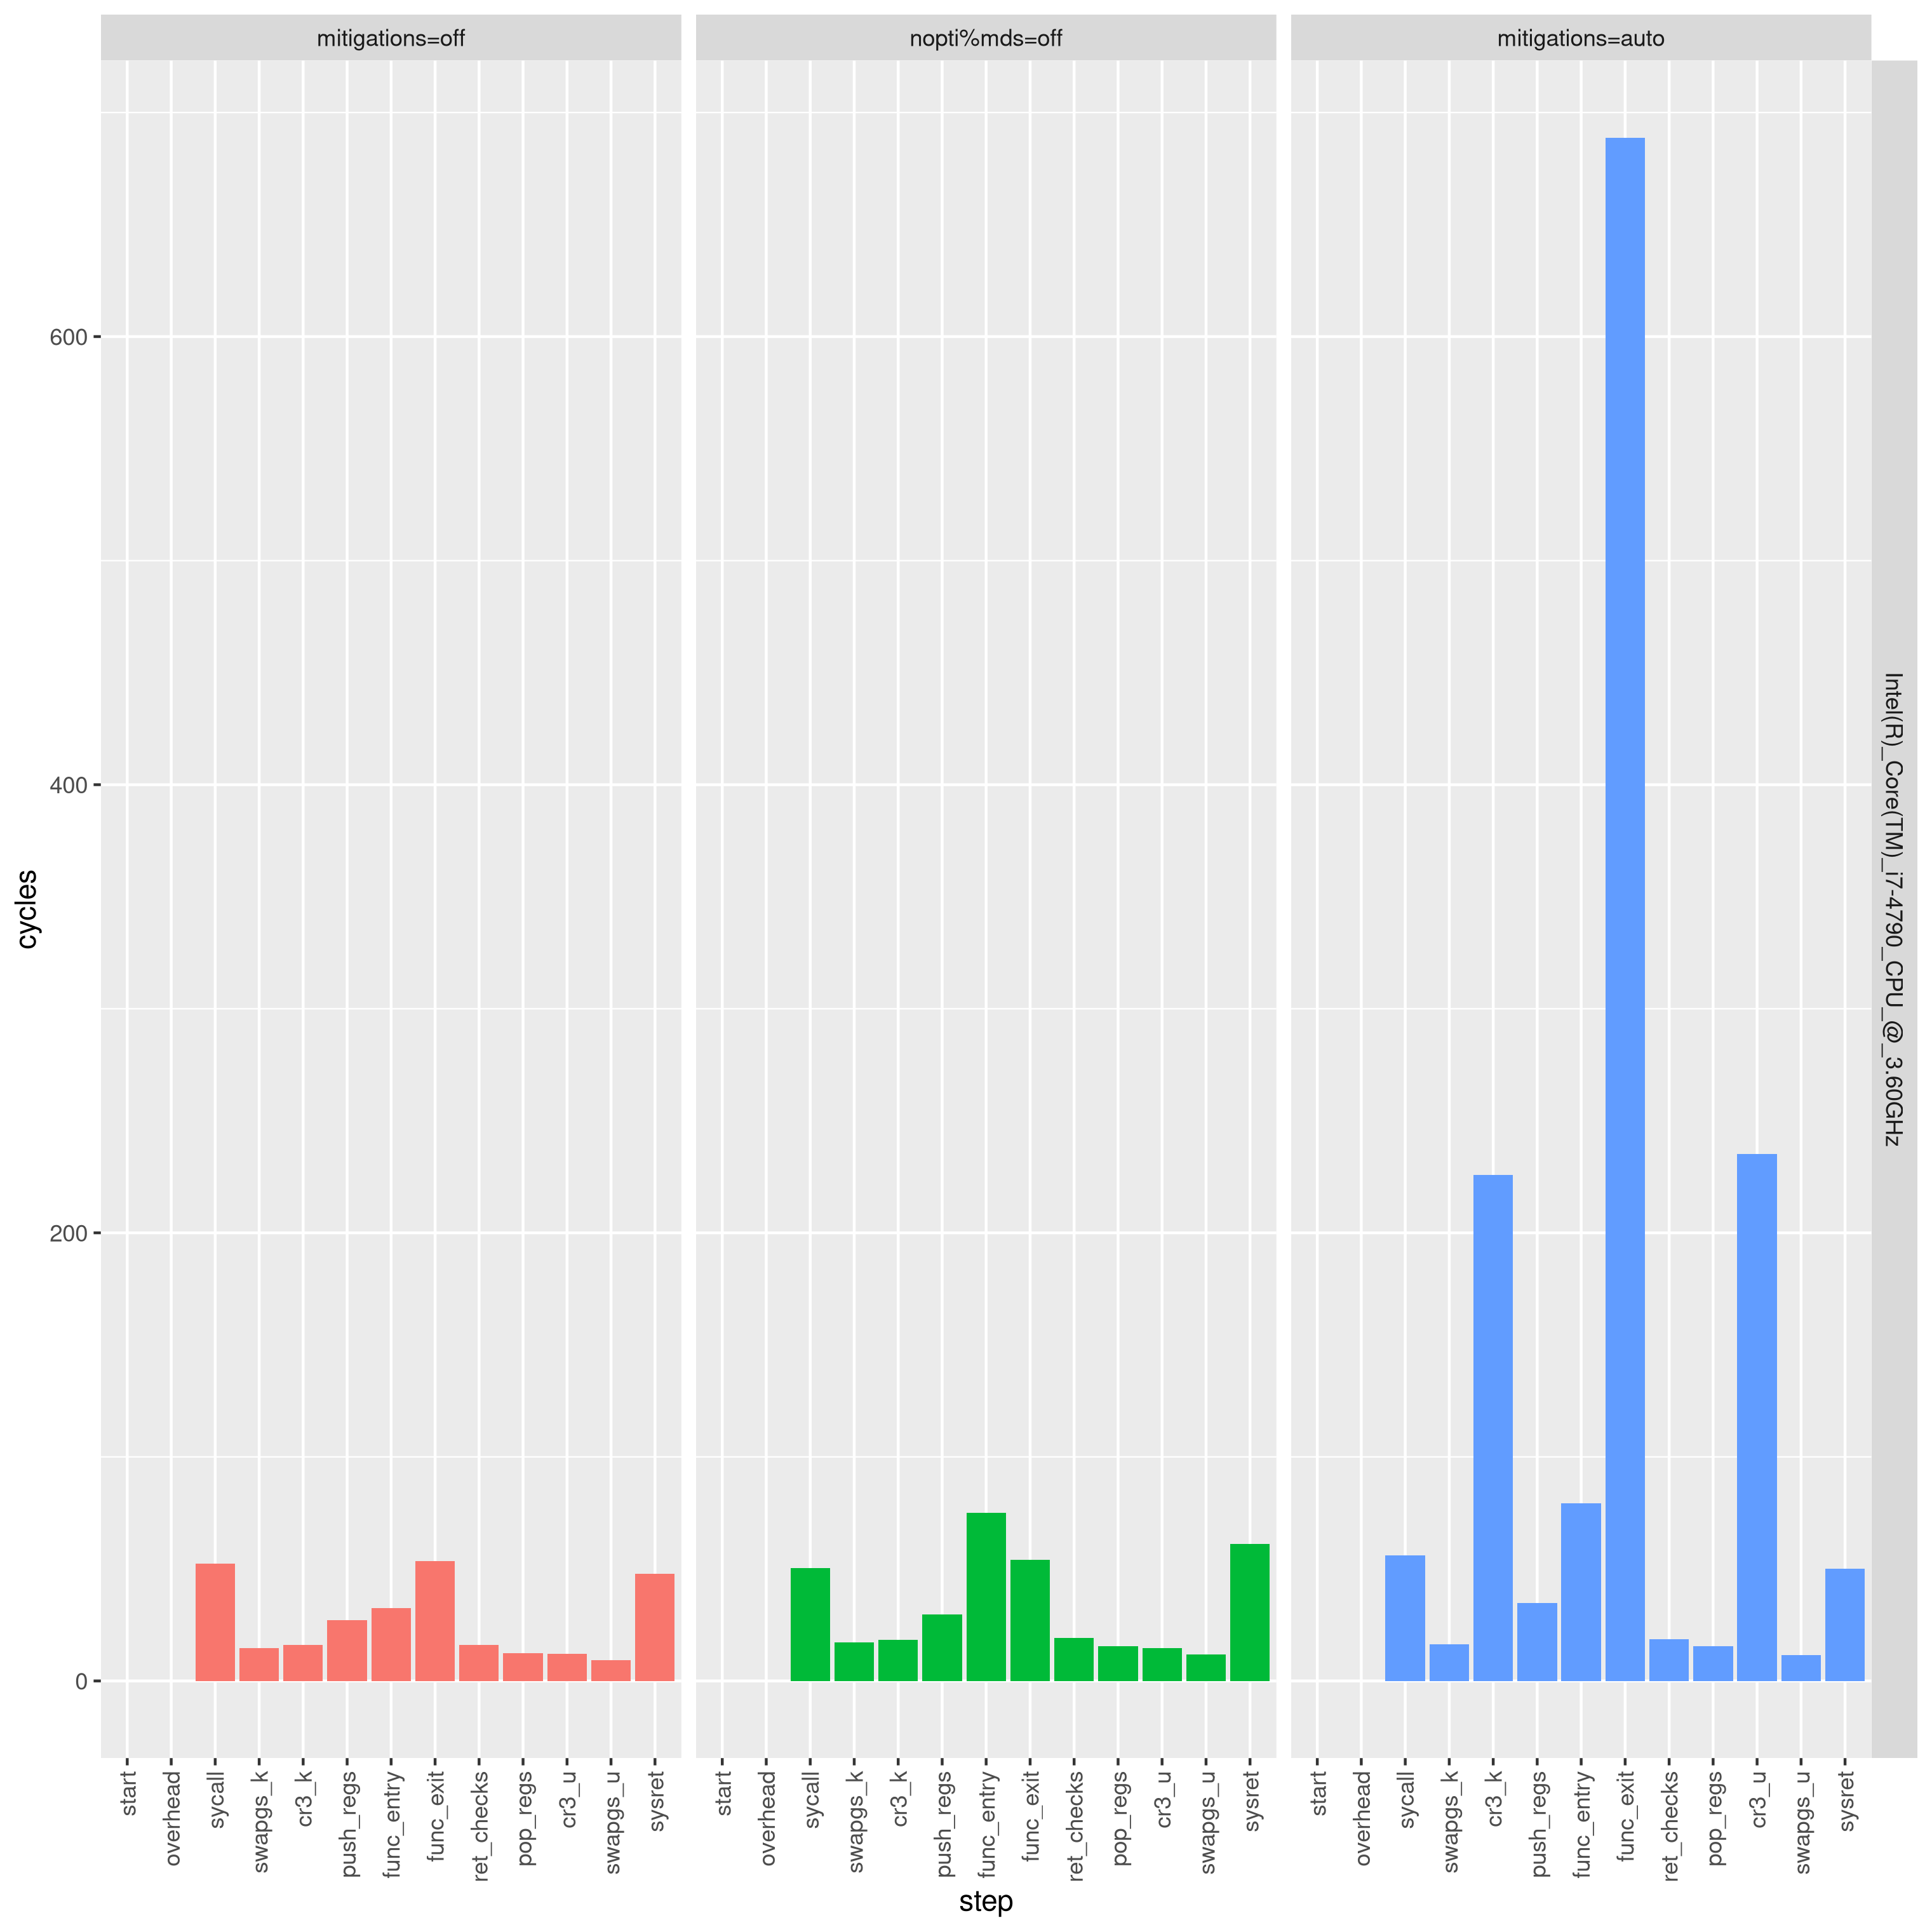 mitigations=off
nopti%mds=off
mitigations=auto
600
400
200
0
cycles
Intel(R)_Core(TM)_i7-4790_CPU_@_3.60GHz
start
overhead
sycall
swapgs_k
cr3_k
push_regs
func_entry
func_exit
ret_checks
pop_regs
cr3_u
swapgs_u
sysret
start
overhead
sycall
swapgs_k
cr3_k
push_regs
func_entry
func_exit
ret_checks
pop_regs
cr3_u
swapgs_u
sysret
start
overhead
sycall
swapgs_k
cr3_k
push_regs
func_entry
func_exit
ret_checks
pop_regs
cr3_u
swapgs_u
sysret
step